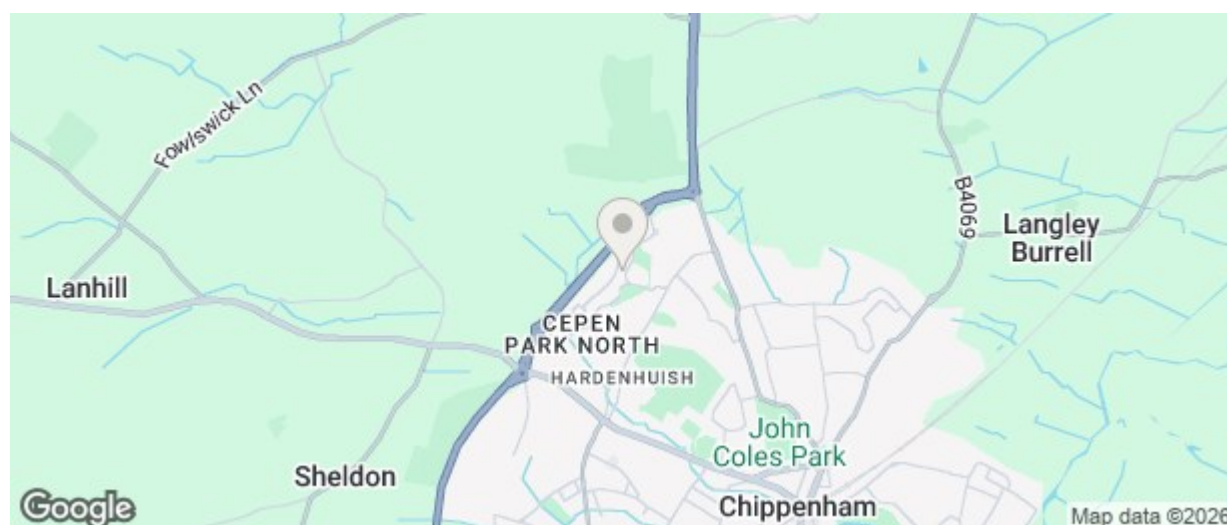 Fowlswick Ln
B4069
Langley
Burrell
Lanhill
CEPEN
PARK NORTH
HARDENHUISH
John
Coles Park
Sheldon
Chippenham
Google
Map data ©2026